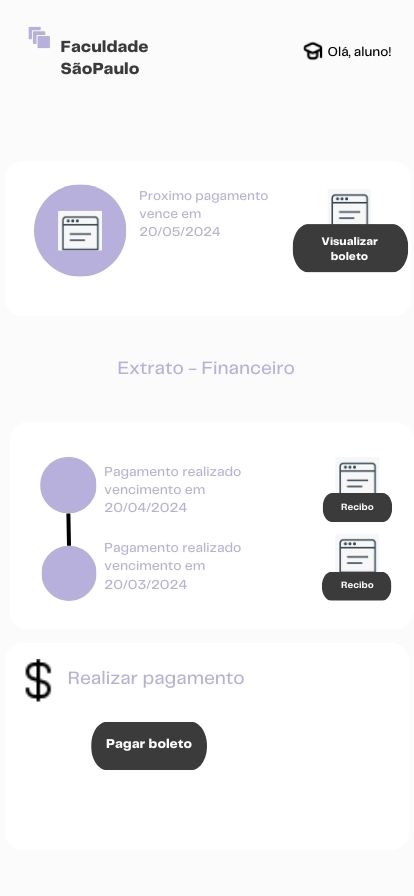 Faculdade
SãoPaulo
Olá, aluno!
Proximo pagamento
vence em
20/05/2024
Visualizar
boleto
Extrato - Financeiro
Pagamento realizado
vencimento em
20/04/2024
Recibo
Pagamento realizado
vencimento em
20/03/2024
Recibo
$ Realizar pagamento
Pagar boleto